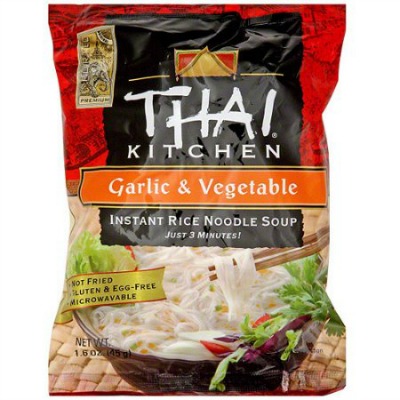 PREMIUM
THAI
KITCHEN®
Garlic & Vegetable
INSTANT RICE NOODLE SOUP
JUST 3 MINUTES!
• NOT FRIED
• GLUTEN & EGG-FREE
• MICROWAVABLE
NET WT.
1.6 OZ (45g)